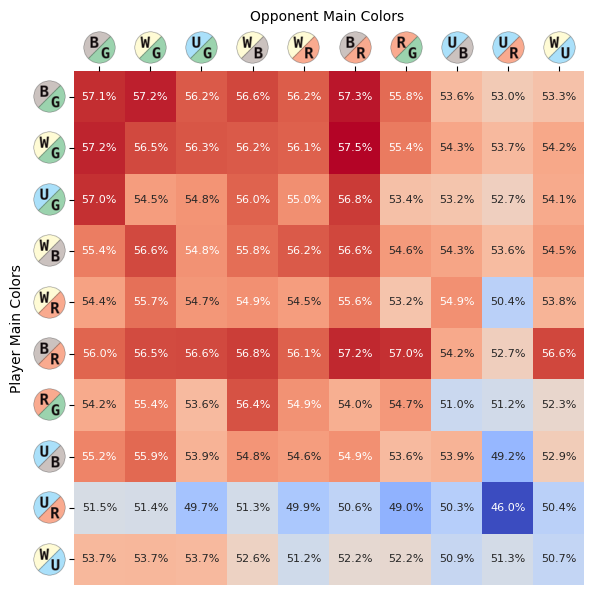 Opponent Main Colors
B G W G U G W B W R B R R G U B U R W U
B G 57.1% 57.2% 56.2% 56.6% 56.2% 57.3% 55.8% 53.6% 53.0% 53.3%
W G 57.2% 56.5% 56.3% 56.2% 56.1% 57.5% 55.4% 54.3% 53.7% 54.2%
U G 57.0% 54.5% 54.8% 56.0% 55.0% 56.8% 53.4% 53.2% 52.7% 54.1%
W B 55.4% 56.6% 54.8% 55.8% 56.2% 56.6% 54.6% 54.3% 53.6% 54.5%
W R 54.4% 55.7% 54.7% 54.9% 54.5% 55.6% 53.2% 54.9% 50.4% 53.8%
B R 56.0% 56.5% 56.6% 56.8% 56.1% 57.2% 57.0% 54.2% 52.7% 56.6%
R G 54.2% 55.4% 53.6% 56.4% 54.9% 54.0% 54.7% 51.0% 51.2% 52.3%
U B 55.2% 55.9% 53.9% 54.8% 54.6% 54.9% 53.6% 53.9% 49.2% 52.9%
U R 51.5% 51.4% 49.7% 51.3% 49.9% 50.6% 49.0% 50.3% 46.0% 50.4%
W U 53.7% 53.7% 53.7% 52.6% 51.2% 52.2% 52.2% 50.9% 51.3% 50.7%
Player Main Colors